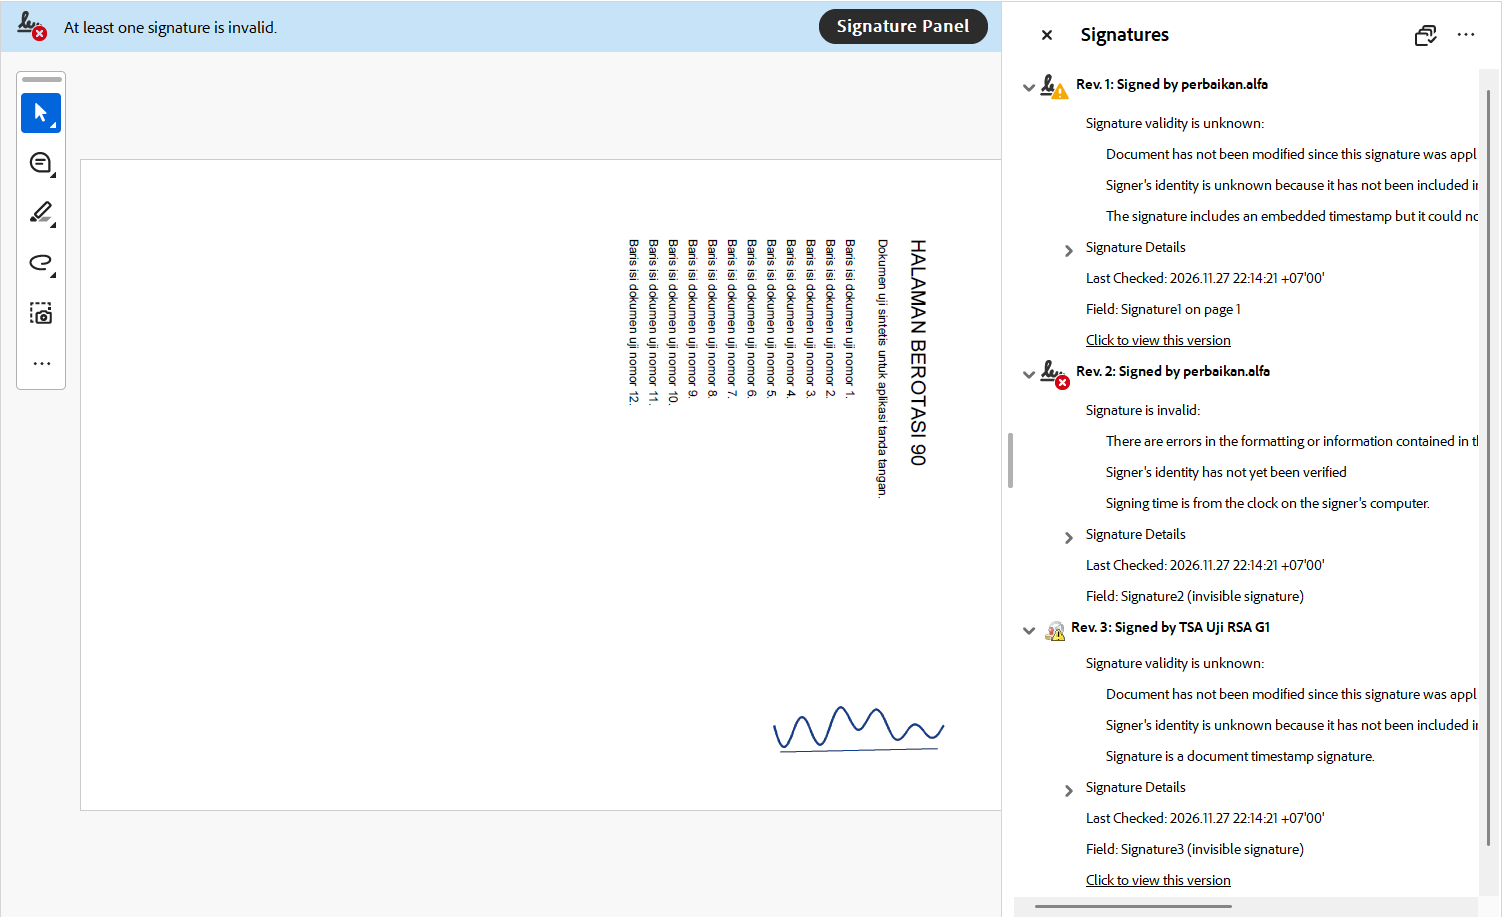 At least one signature is invalid.
Signature Panel
HALAMAN BEROTASI 90
Dokumen uji sintetis untuk aplikasi tanda tangan.
Baris isi dokumen uji nomor 1.
Baris isi dokumen uji nomor 2.
Baris isi dokumen uji nomor 3.
Baris isi dokumen uji nomor 4.
Baris isi dokumen uji nomor 5.
Baris isi dokumen uji nomor 6.
Baris isi dokumen uji nomor 7.
Baris isi dokumen uji nomor 8.
Baris isi dokumen uji nomor 9.
Baris isi dokumen uji nomor 10.
Baris isi dokumen uji nomor 11.
Baris isi dokumen uji nomor 12.
Signatures
Rev. 1: Signed by perbaikan.alfa
Signature validity is unknown:
Document has not been modified since this signature was appl
Signer's identity is unknown because it has not been included i
The signature includes an embedded timestamp but it could no
Signature Details
Last Checked: 2026.11.27 22:14:21 +07'00'
Field: Signature1 on page 1
Click to view this version
Rev. 2: Signed by perbaikan.alfa
Signature is invalid:
There are errors in the formatting or information contained in t
Signer's identity has not yet been verified
Signing time is from the clock on the signer's computer.
Signature Details
Last Checked: 2026.11.27 22:14:21 +07'00'
Field: Signature2 (invisible signature)
Rev. 3: Signed by TSA Uji RSA G1
Signature validity is unknown:
Document has not been modified since this signature was appl
Signer's identity is unknown because it has not been included i
Signature is a document timestamp signature.
Signature Details
Last Checked: 2026.11.27 22:14:21 +07'00'
Field: Signature3 (invisible signature)
Click to view this version